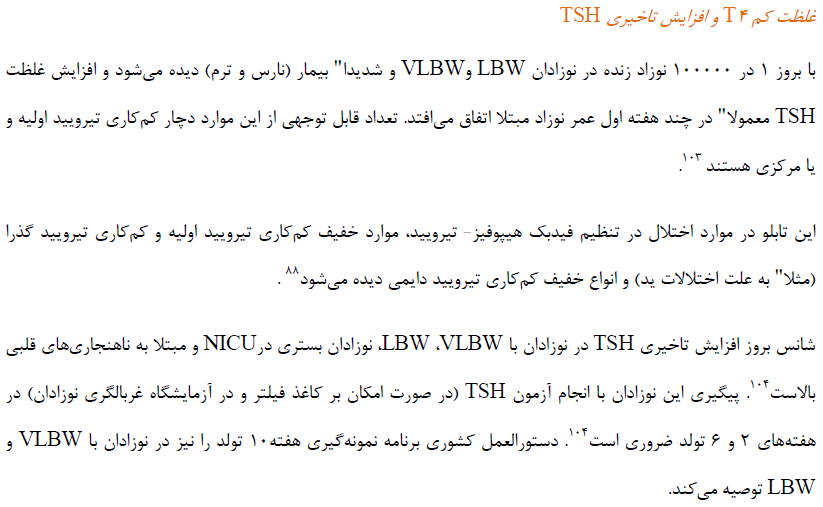 غلظت کم T۴ و افزایش تاخیری TSH
با بروز ۱ در ۱۰۰۰۰۰ نوزاد زنده در نوزادان LBW وVLBW و شدیدا" بیمار (نارس و ترم) دیده می‌شود و افزایش غلظت
TSH معمولا" در چند هفته اول عمر نوزاد مبتلا اتفاق می‌افتد. تعداد قابل توجهی از این موارد دچار کم‌کاری تیرویید اولیه و
یا مرکزی هستند ۱۰۳.
این تابلو در موارد اختلال در تنظیم فیدبک هیپوفیز- تیرویید، موارد خفیف کم‌کاری تیرویید اولیه و کم‌کاری تیرویید گذرا
(مثلا" به علت اختلالات ید) و انواع خفیف کم‌کاری تیرویید دایمی دیده می‌شود۸۸ .
شانس بروز افزایش تاخیری TSH در نوزادان با LBW ،VLBW، نوزادان بستری درNICU و مبتلا به ناهنجاری‌های قلبی
بالاست۱۰۴. پیگیری این نوزادان با انجام آزمون TSH (در صورت امکان بر کاغذ فیلتر و در آزمایشگاه غربالگری نوزادان) در
هفته‌های ۲ و ۶ تولد ضروری است۱۰۴. دستورالعمل کشوری برنامه نمونه‌گیری هفته۱۰ تولد را نیز در نوزادان با VLBW و
LBW توصیه می‌کند.